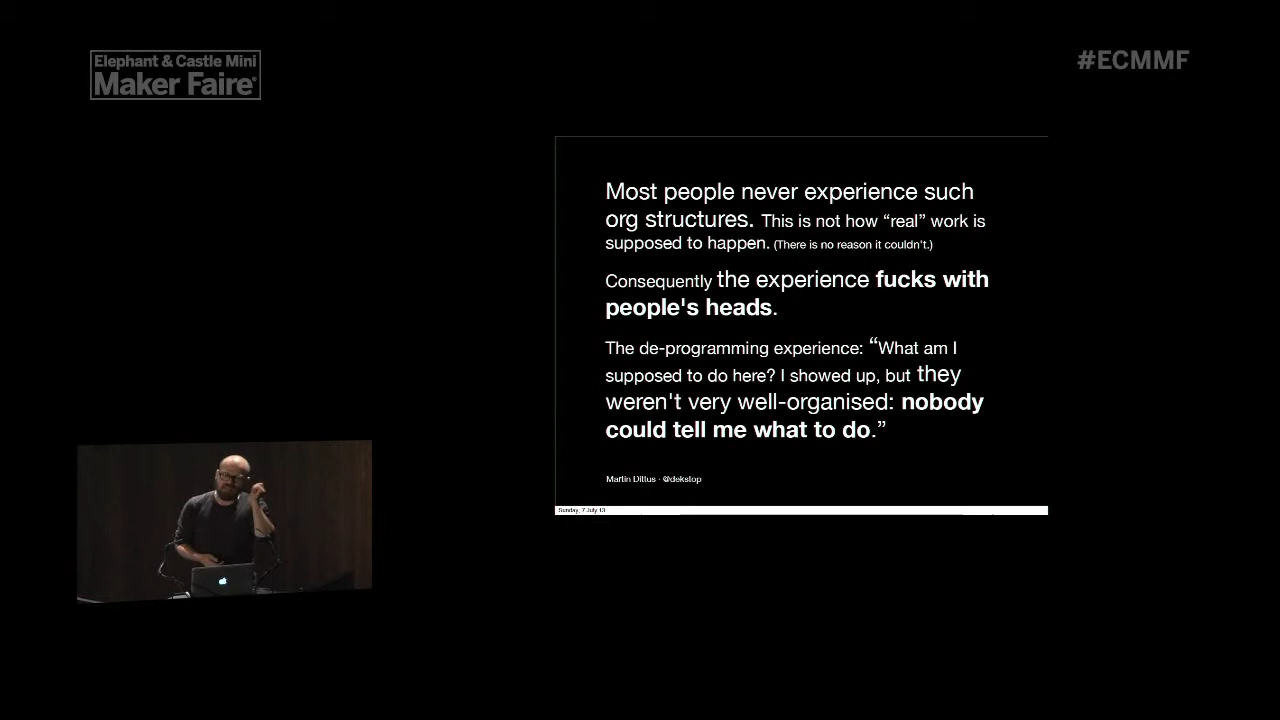 Elephant & Castle Mini
Maker Faire®
#ECMMF
Most people never experience such
org structures. This is not how “real” work is
supposed to happen. (There is no reason it couldn't.)
Consequently the experience fucks with
people's heads.
The de-programming experience: “What am I
supposed to do here? I showed up, but they
weren't very well-organised: nobody
could tell me what to do.”
Martin Dittus · @dekstop
Sunday, 7 July 13